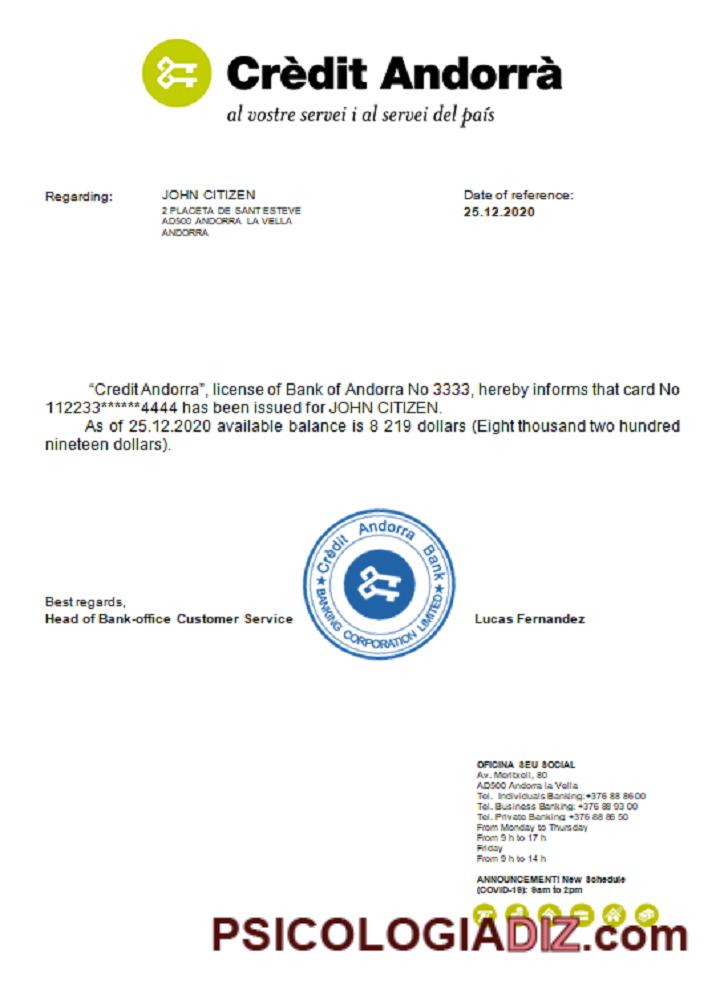 Crèdit Andorrà
al vostre servei i al servei del país
Regarding:
JOHN CITIZEN
2 PLACETA DE SANT ESTEVE
AD500 ANDORRA LA VELLA
ANDORRA
Date of reference:
25.12.2020
“Credit Andorra”, license of Bank of Andorra No 3333, hereby informs that card No
112233******4444 has been issued for JOHN CITIZEN.
As of 25.12.2020 available balance is 8 219 dollars (Eight thousand two hundred
nineteen dollars).
Crèdit Andorra Bank
BANKING CORPORATION LIMITED
Best regards,
Head of Bank-office Customer Service
Lucas Fernandez
OFICINA SEU SOCIAL
Av. Meritxell, 80
AD500 Andorra la Vella
Tel. Individuals Banking: +376 88 8600
Tel. Business Banking: +376 88 93 00
Tel. Private Banking +376 88 86 50
From Monday to Thursday
From 9 h to 17 h
Friday
From 9 h to 14 h
ANNOUNCEMENT! New Schedule
(COVID-19): 9am to 2pm
PSICOLOGIADIZ.com